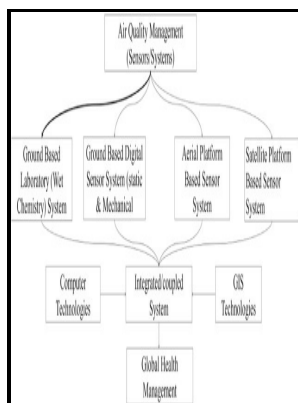 Air Quality Management
(Sensors/Systems)
Ground Based
Laboratory (Wet
Chemistry) System
Ground Based Digital
Sensor System (static
& Mechanical
Aerial Platform
Based Sensor
System
Satellite Platform
Based Sensor
System
Computer
Technologies
Integrated/coupled
System
GIS
Technologies
Global Health
Management